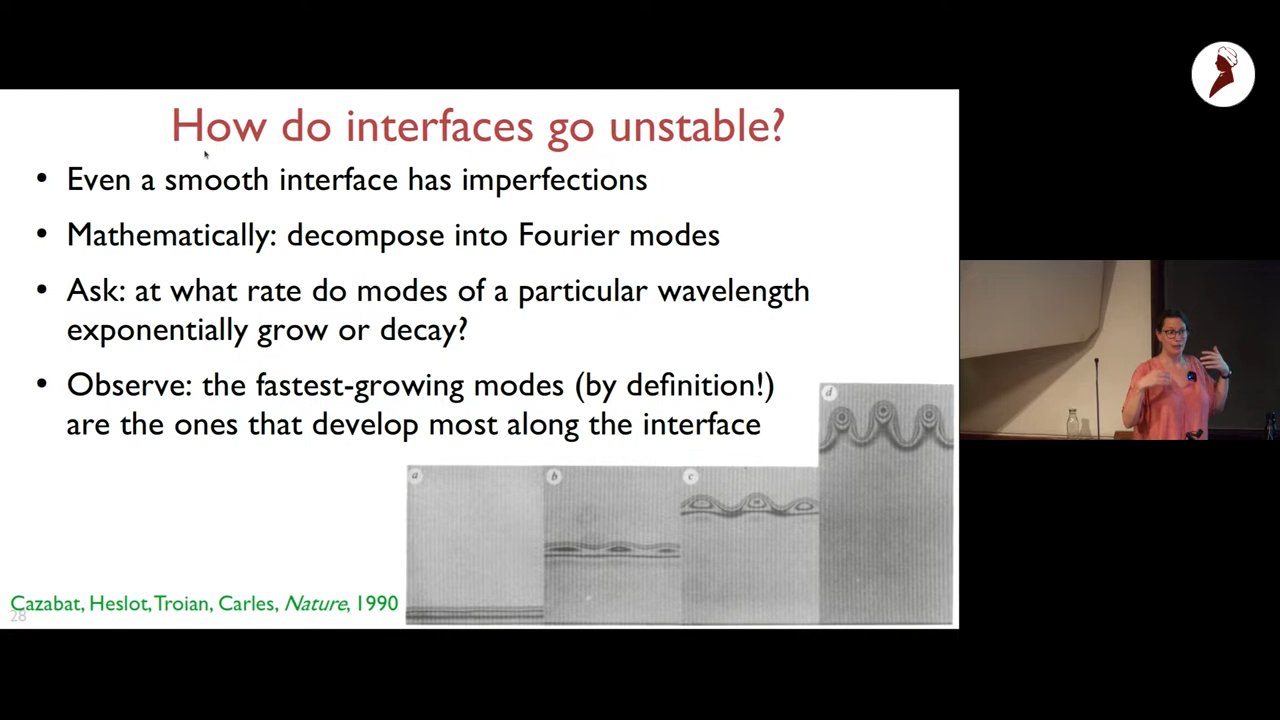 How do interfaces go unstable?
• Even a smooth interface has imperfections
• Mathematically: decompose into Fourier modes
• Ask: at what rate do modes of a particular wavelength
exponentially grow or decay?
• Observe: the fastest-growing modes (by definition!)
are the ones that develop most along the interface
a
b
c
d
Cazabat, Heslot, Troian, Carles, Nature, 1990
28